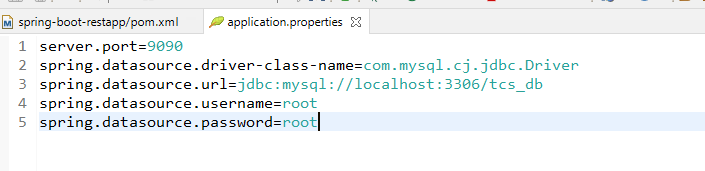 spring-boot-restapp/pom.xml application.properties
1 server.port=9090
2 spring.datasource.driver-class-name=com.mysql.cj.jdbc.Driver
3 spring.datasource.url=jdbc:mysql://localhost:3306/tcs_db
4 spring.datasource.username=root
5 spring.datasource.password=root